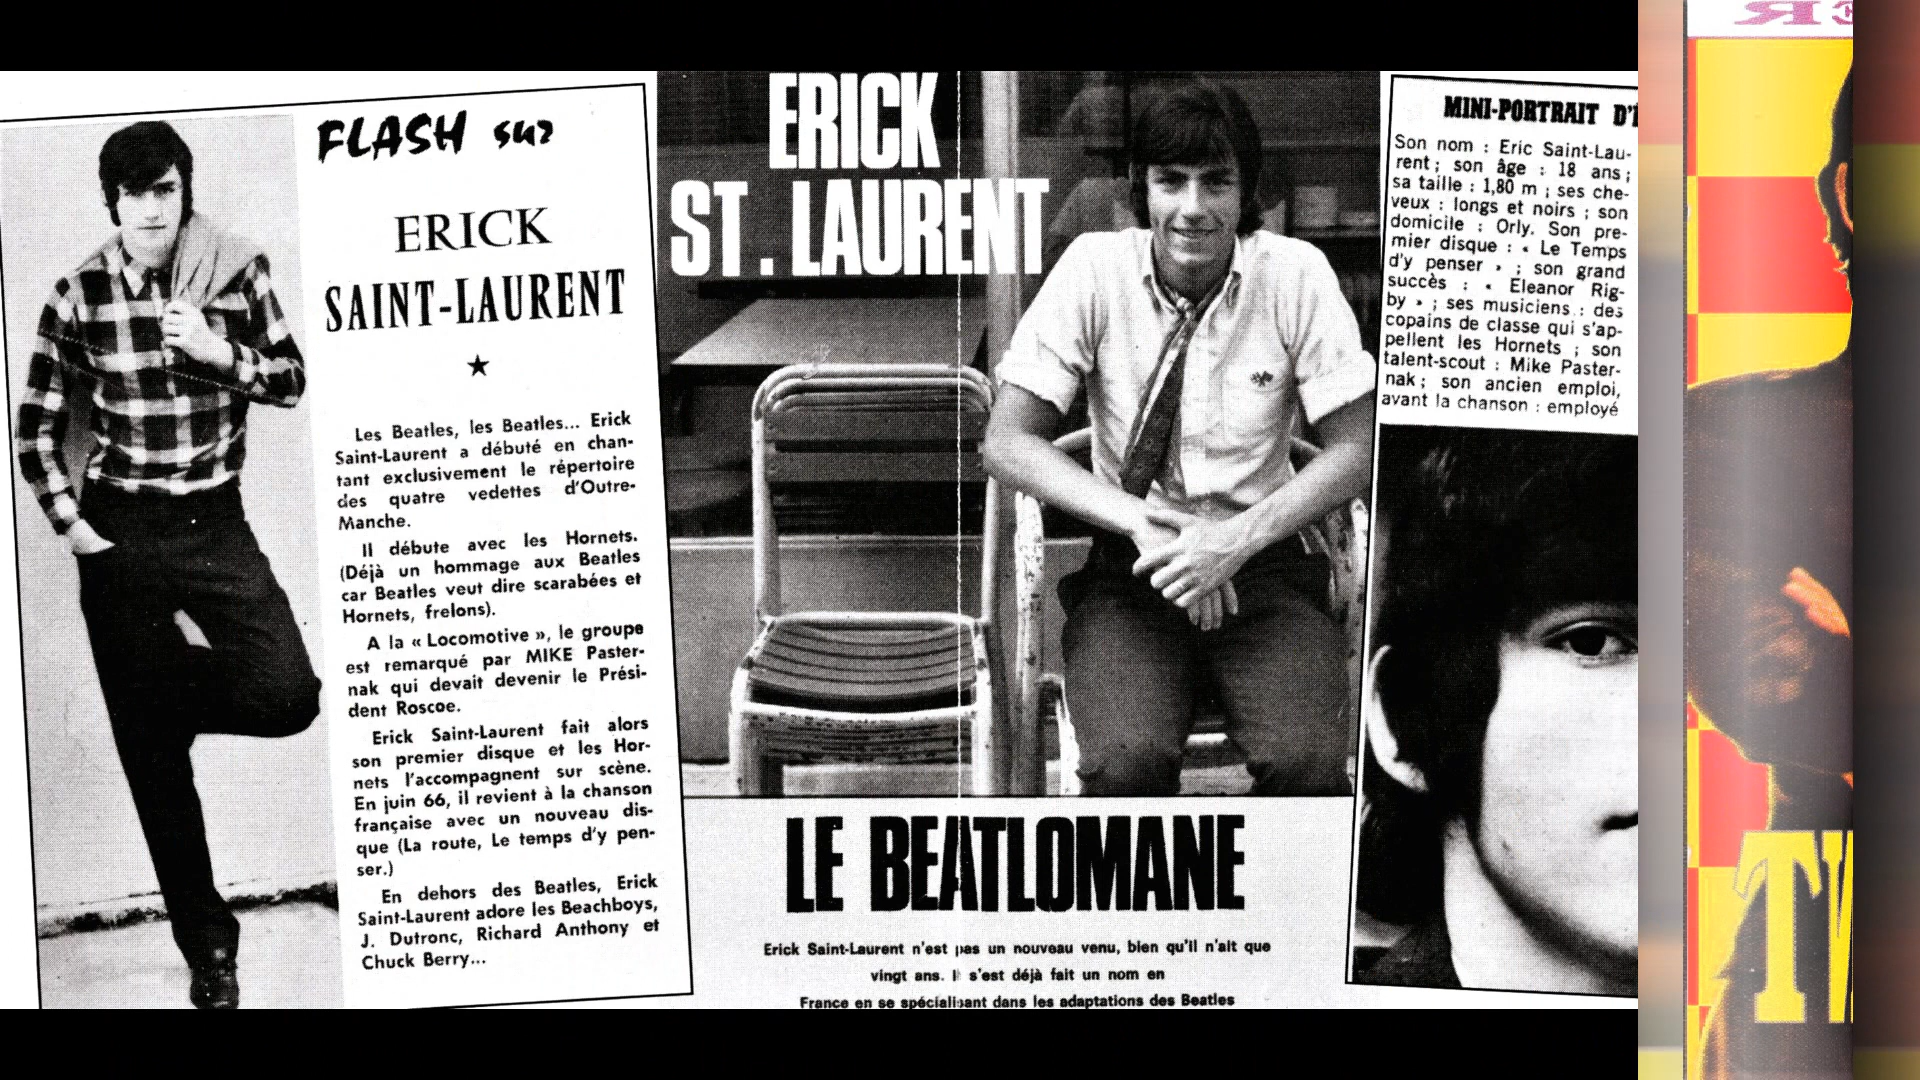 FLASH sur
ERICK
SAINT-LAURENT
Les Beatles, les Beatles... Erick
Saint-Laurent a débuté en chan-
tant exclusivement le répertoire
des quatre vedettes d'Outre-
Manche.
Il débute avec les Hornets.
(Déjà un hommage aux Beatles
car Beatles veut dire scarabées et
Hornets, frelons).
A la « Locomotive », le groupe
est remarqué par MIKE Paster-
nak qui devait devenir le Prési-
dent Roscoe.
Erick Saint-Laurent fait alors
son premier disque et les Hor-
nets l'accompagnent sur scène.
En juin 66, il revient à la chanson
française avec un nouveau dis-
que (La route, Le temps d'y pen-
ser.)
En dehors des Beatles, Erick
Saint-Laurent adore les Beachboys,
J. Dutronc, Richard Anthony et
Chuck Berry...
ERICK
ST. LAURENT
LE BEATLOMANE
Erick Saint-Laurent n'est pas un nouveau venu, bien qu'il n'ait que
vingt ans. Il s'est déjà fait un nom en
France en se spécialisant dans les adaptations des Beatles
MINI-PORTRAIT D'
Son nom : Eric Saint-Lau-
rent ; son âge : 18 ans ;
sa taille : 1,80 m ; ses che-
veux : longs et noirs ; son
domicile : Orly. Son pre-
mier disque : « Le Temps
d'y penser » ; son grand
succès : « Eleanor Rig-
by » ; ses musiciens : des
copains de classe qui s'ap-
pellent les Hornets ; son
talent-scout : Mike Paster-
nak ; son ancien emploi,
avant la chanson : employé